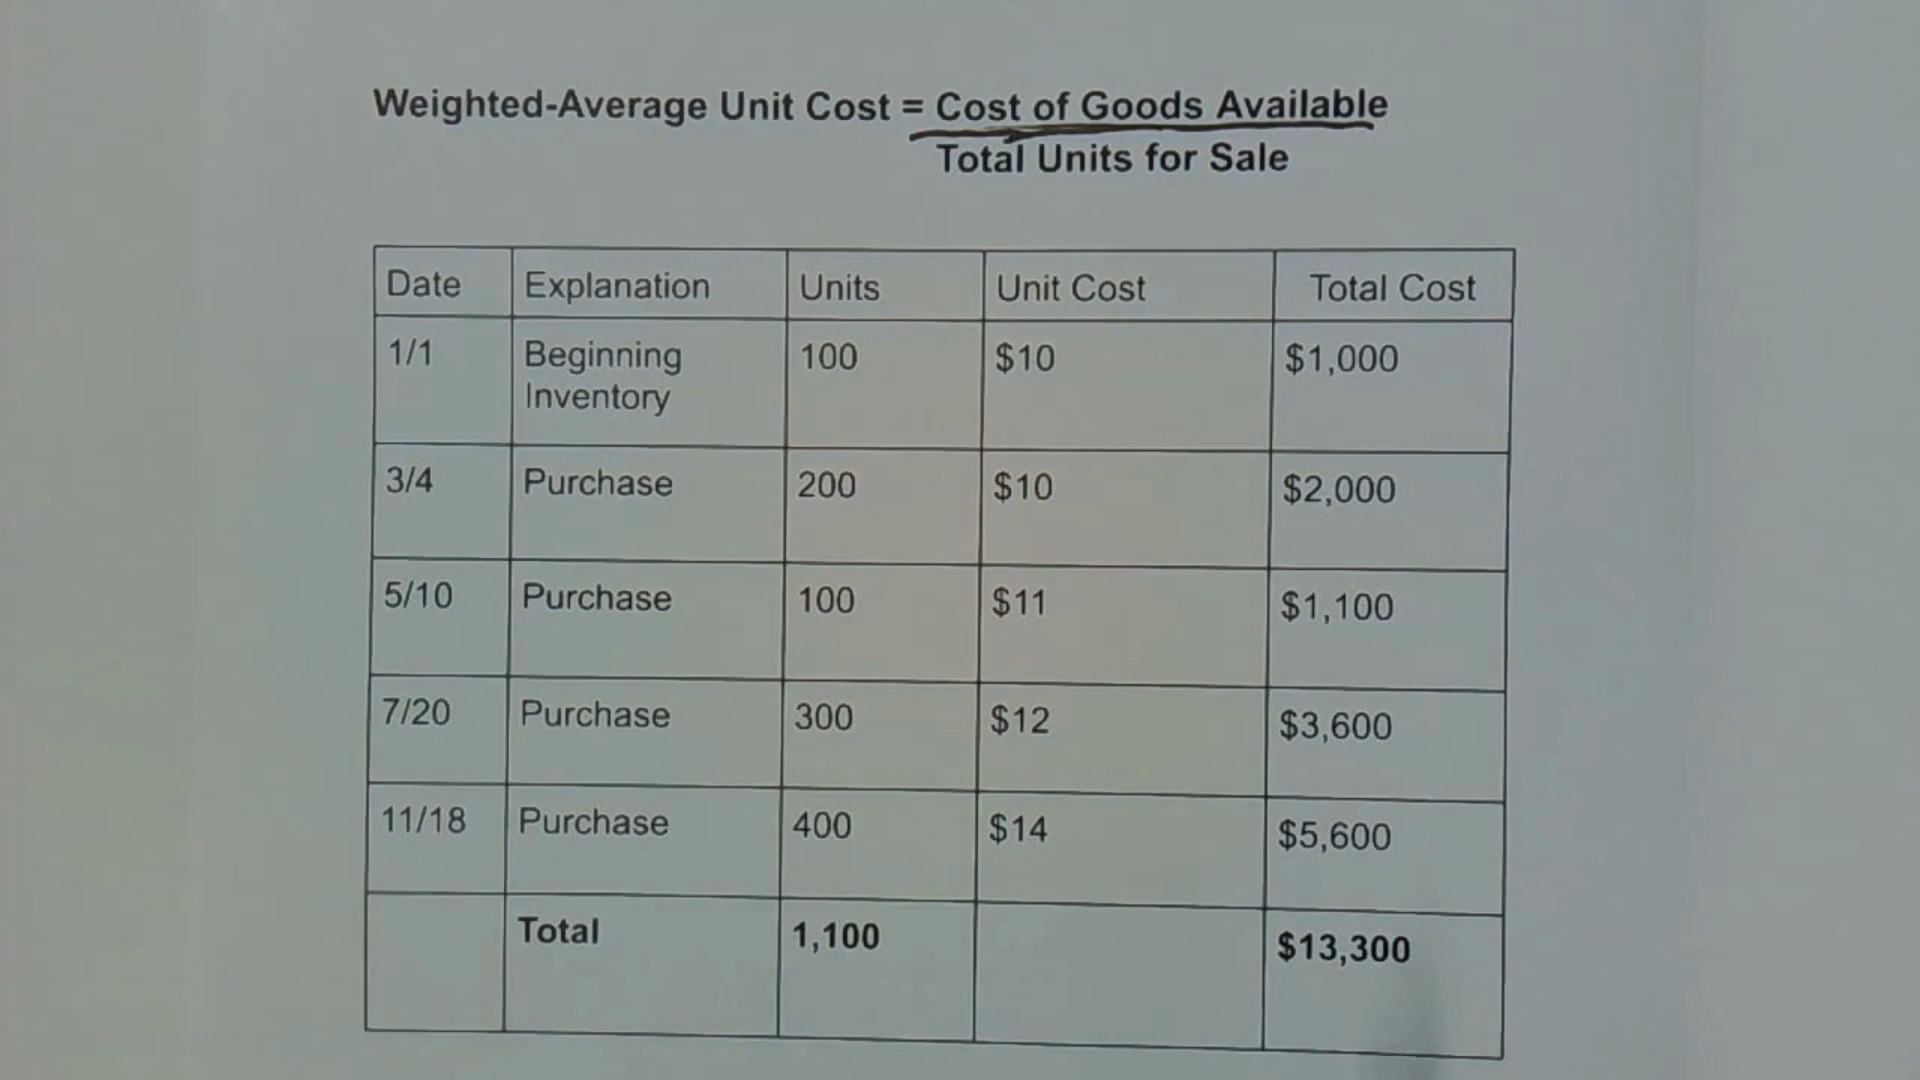 Weighted-Average Unit Cost = Cost of Goods Available
Total Units for Sale
Date Explanation Units Unit Cost Total Cost
1/1 Beginning 100 $10 $1,000
Inventory
3/4 Purchase 200 $10 $2,000
5/10 Purchase 100 $11 $1,100
7/20 Purchase 300 $12 $3,600
11/18 Purchase 400 $14 $5,600
Total 1,100 $13,300